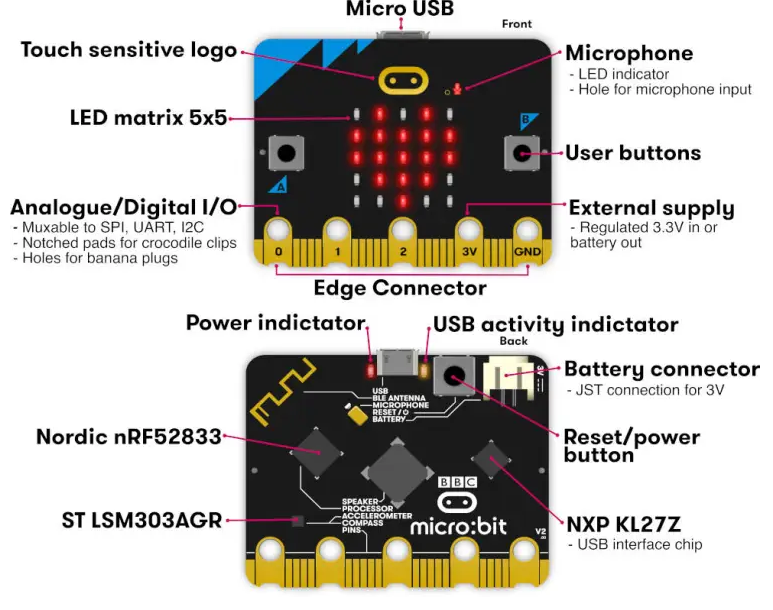 Micro USB
Front
Touch sensitive logo
Microphone
- LED indicator
- Hole for microphone input
LED matrix 5x5
B
User buttons
A
Analogue/Digital I/O
- Muxable to SPI, UART, I2C
- Notched pads for crocodile clips
- Holes for banana plugs
External supply
- Regulated 3.3V in or
battery out
0 1 2 3V GND
Edge Connector
Power indictator
USB activity indictator
Back
Battery connector
- JST connection for 3V
3V
USB
BLE ANTENNA
MICROPHONE
RESET /
BATTERY
Nordic nRF52833
Reset/power
button
BBC
micro:bit
SPEAKER
PROCESSOR
ACCELEROMETER
COMPASS
PINS
ST LSM303AGR
NXP KL27Z
- USB interface chip
V2